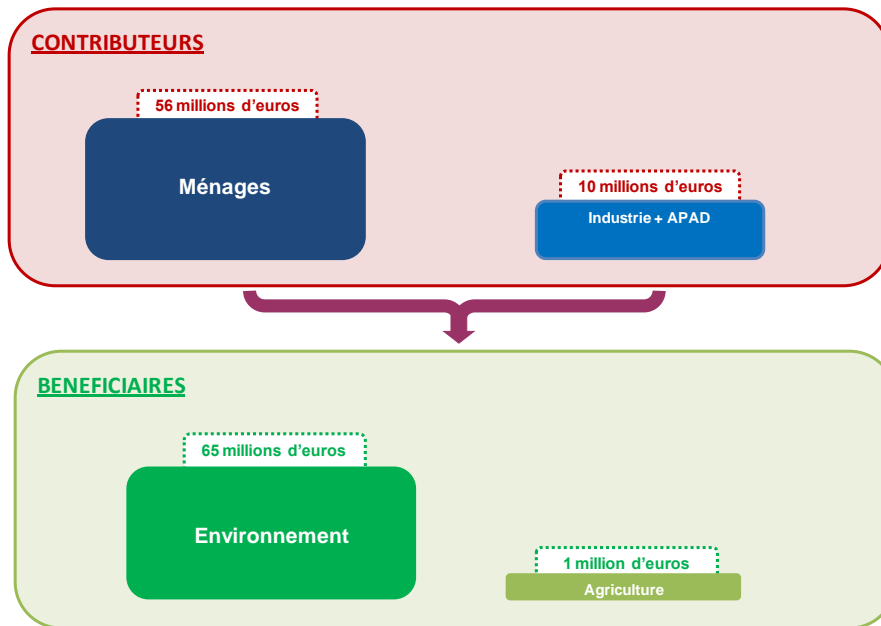 CONTRIBUTEURS
56 millions d'euros
Ménages
10 millions d'euros
Industrie + APAD
BENEFICIAIRES
65 millions d'euros
Environnement
1 million d'euros
Agriculture